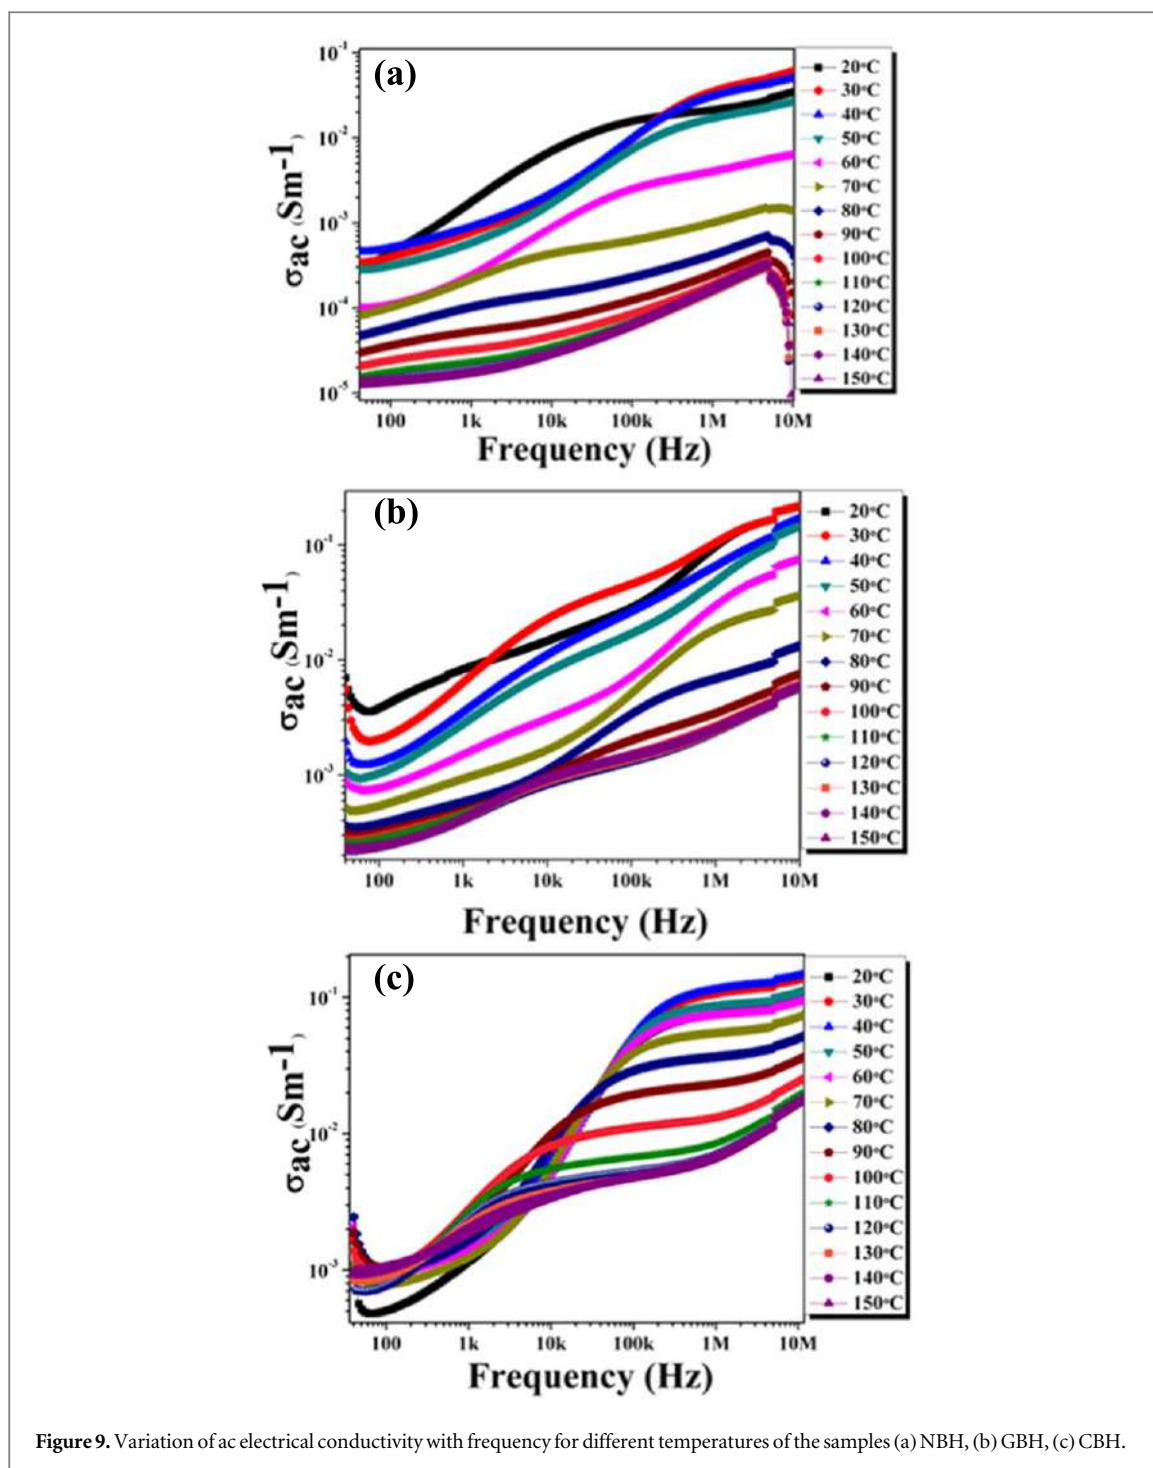 (a)
10-1
10-2
10-3
10-4
10-5
σac (Sm-1)
100 1k 10k 100k 1M 10M
Frequency (Hz)
20°C
30°C
40°C
50°C
60°C
70°C
80°C
90°C
100°C
110°C
120°C
130°C
140°C
150°C
(b)
10-1
10-2
10-3
σac (Sm-1)
100 1k 10k 100k 1M 10M
Frequency (Hz)
20°C
30°C
40°C
50°C
60°C
70°C
80°C
90°C
100°C
110°C
120°C
130°C
140°C
150°C
(c)
10-1
10-2
10-3
σac (Sm-1)
100 1k 10k 100k 1M 10M
Frequency (Hz)
20°C
30°C
40°C
50°C
60°C
70°C
80°C
90°C
100°C
110°C
120°C
130°C
140°C
150°C
Figure 9. Variation of ac electrical conductivity with frequency for different temperatures of the samples (a) NBH, (b) GBH, (c) CBH.